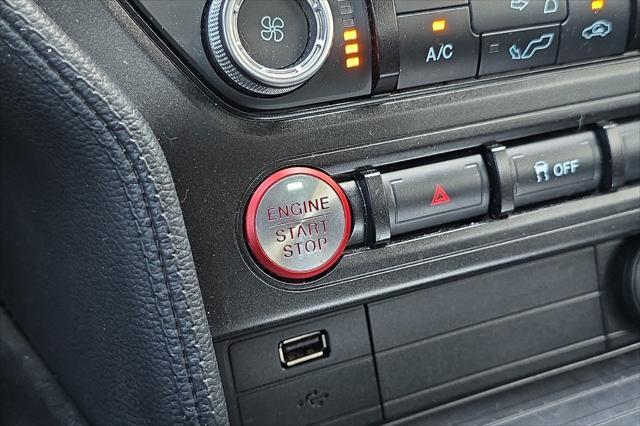 A/C
OFF
ENGINE
START
STOP